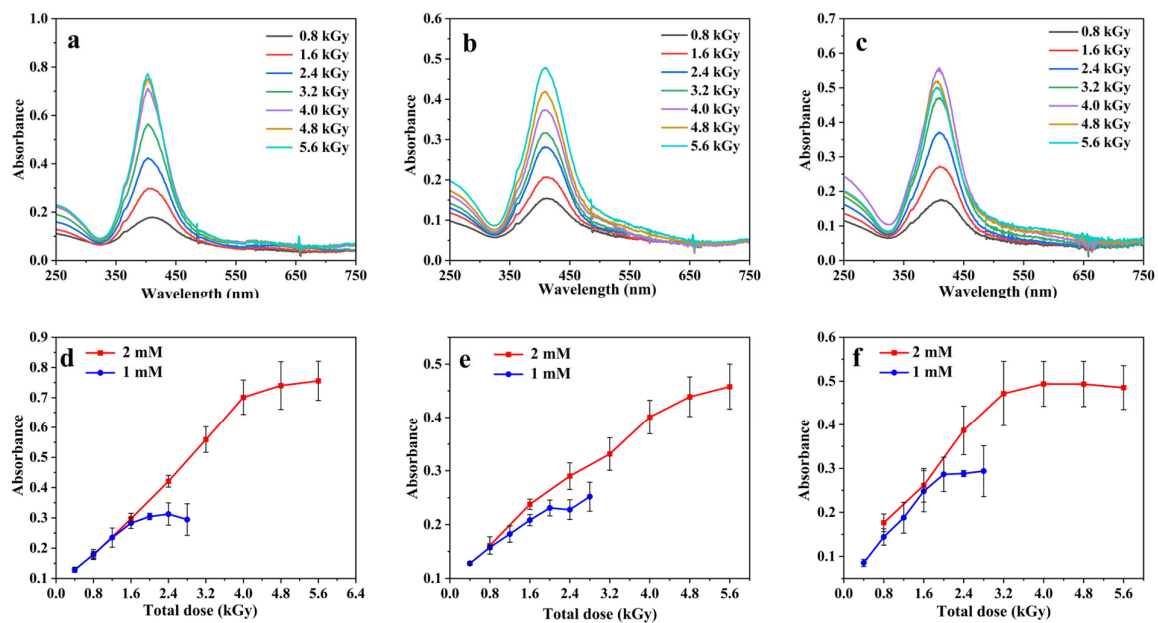 a
1.0
0.8
0.6
0.4
0.2
0.0
Absorbance
250 350 450 550 650 750
Wavelength (nm)
0.8 kGy
1.6 kGy
2.4 kGy
3.2 kGy
4.0 kGy
4.8 kGy
5.6 kGy
b
0.6
0.5
0.4
0.3
0.2
0.1
0.0
Absorbance
250 350 450 550 650 750
Wavelength (nm)
0.8 kGy
1.6 kGy
2.4 kGy
3.2 kGy
4.0 kGy
4.8 kGy
5.6 kGy
c
0.7
0.6
0.5
0.4
0.3
0.2
0.1
0.0
Absorbance
250 350 450 550 650 750
Wavelength (nm)
0.8 kGy
1.6 kGy
2.4 kGy
3.2 kGy
4.0 kGy
4.8 kGy
5.6 kGy
d
2 mM
1 mM
0.9
0.8
0.7
0.6
0.5
0.4
0.3
0.2
0.1
Absorbance
0.0 0.8 1.6 2.4 3.2 4.0 4.8 5.6 6.4
Total dose (kGy)
e
2 mM
1 mM
0.5
0.4
0.3
0.2
0.1
Absorbance
0.0 0.8 1.6 2.4 3.2 4.0 4.8 5.6
Total dose (kGy)
f
2 mM
1 mM
0.6
0.5
0.4
0.3
0.2
0.1
Absorbance
0.0 0.8 1.6 2.4 3.2 4.0 4.8 5.6
Total dose (kGy)